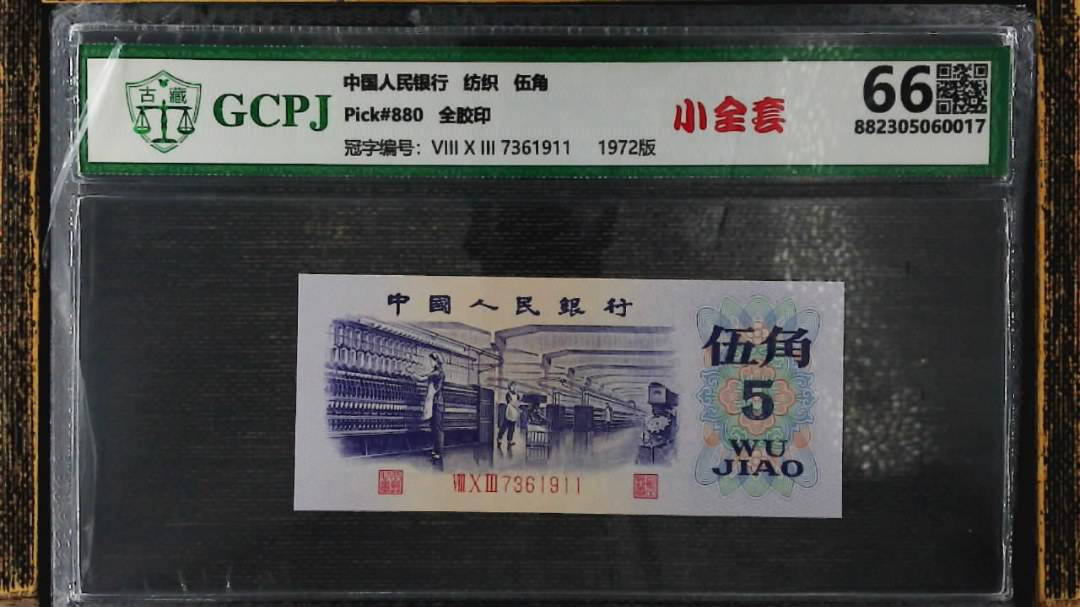 古藏
GCPJ
中国人民银行 纺织 伍角
Pick#880 全胶印
冠字编号：VIII X III 7361911 1972版
小全套
66
882305060017
中國人民銀行
伍角
5
WU
JIAO
VIII X III 7361911